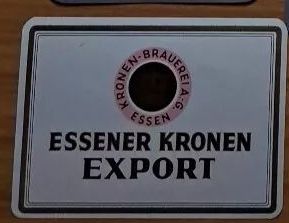 KRONEN-BRAUEREI A.-G.
ESSEN
ESSENER KRONEN
EXPORT